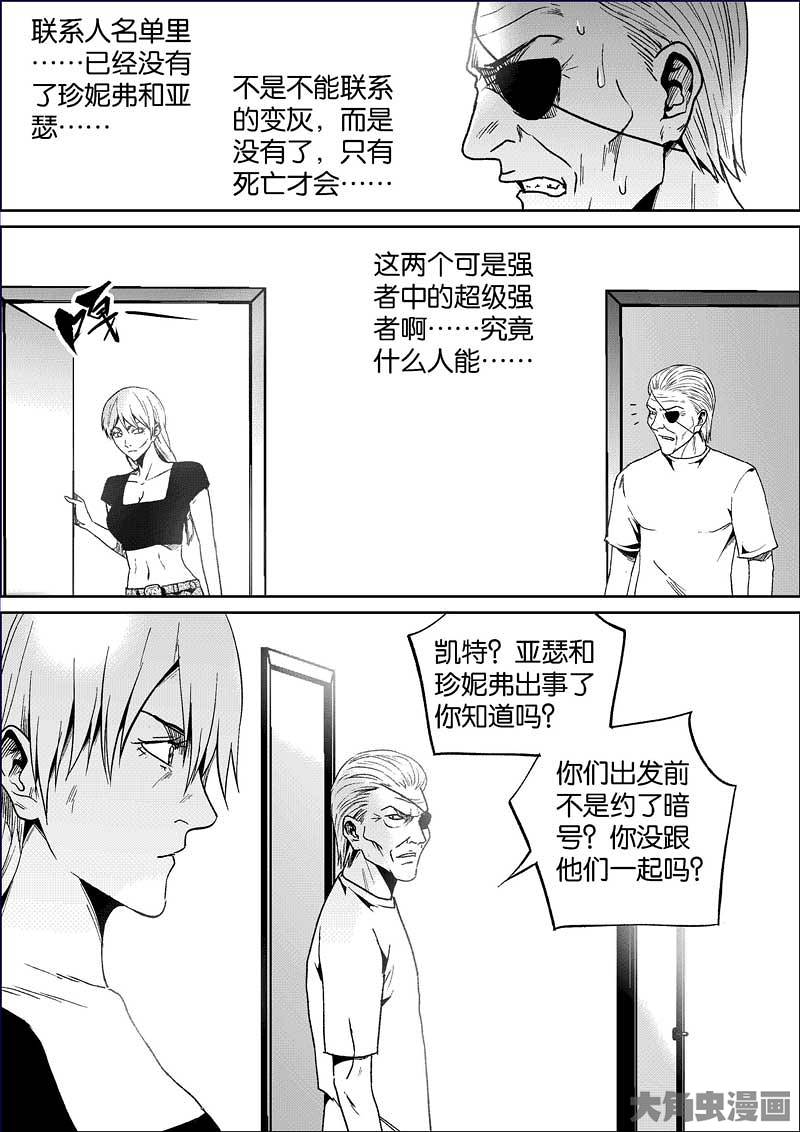 联系人名单里
……已经没有
了珍妮弗和亚
瑟……
不是不能联系
的变灰，而是
没有了，只有
死亡才会……
这两个可是强
者中的超级强
者啊……究竟
什么人能……
凯特？亚瑟和
珍妮弗出事了
你知道吗？
你们出发前
不是约了暗
号？你没跟
他们一起吗？
大角虫漫画